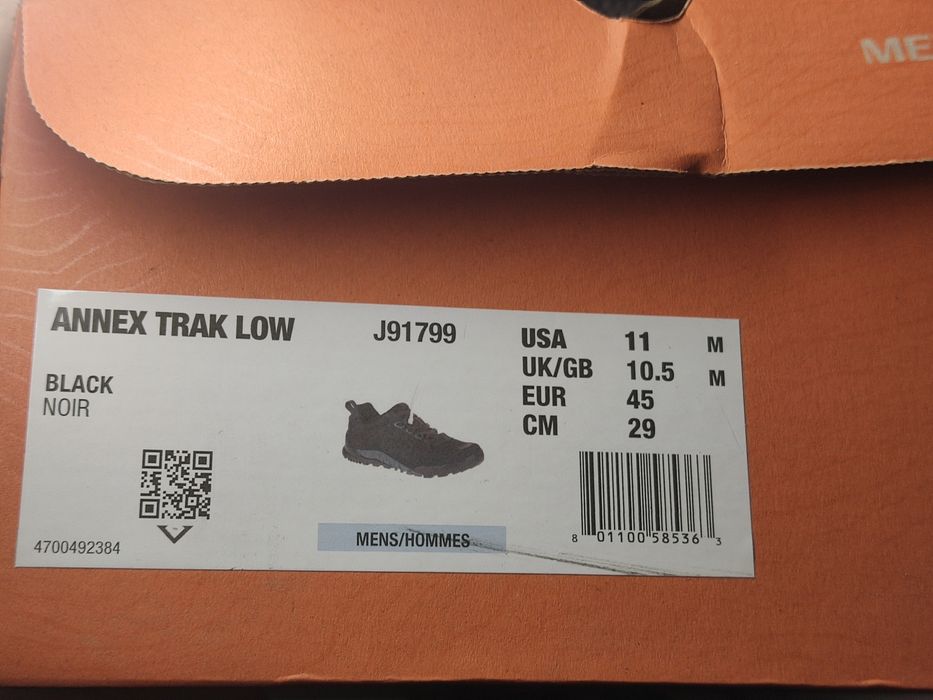 ME
ANNEX TRAK LOW
J91799
BLACK
NOIR
USA 11 M
UK/GB 10.5 M
EUR 45
CM 29
MENS/HOMMES
4700492384
8 01100 58536 3